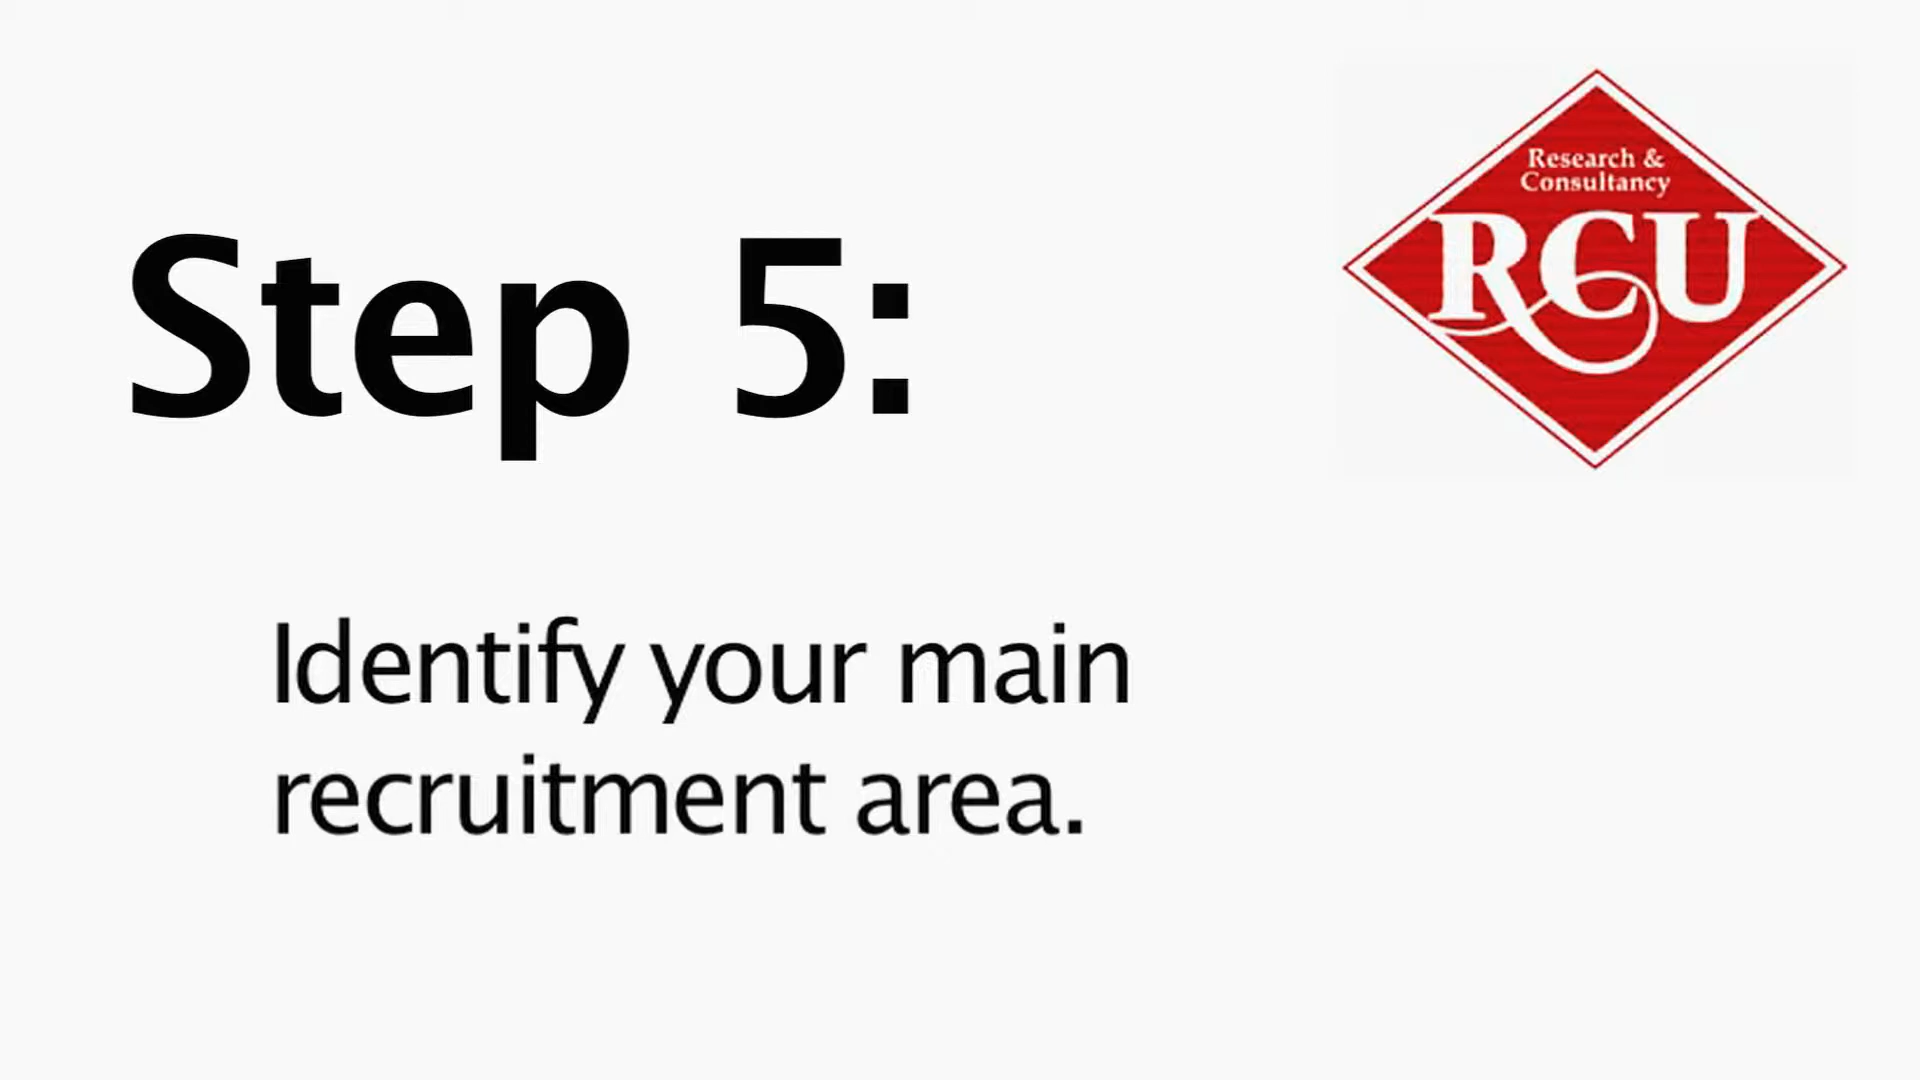 Step 5:
Research &
Consultancy
RCU
Identify your main
recruitment area.